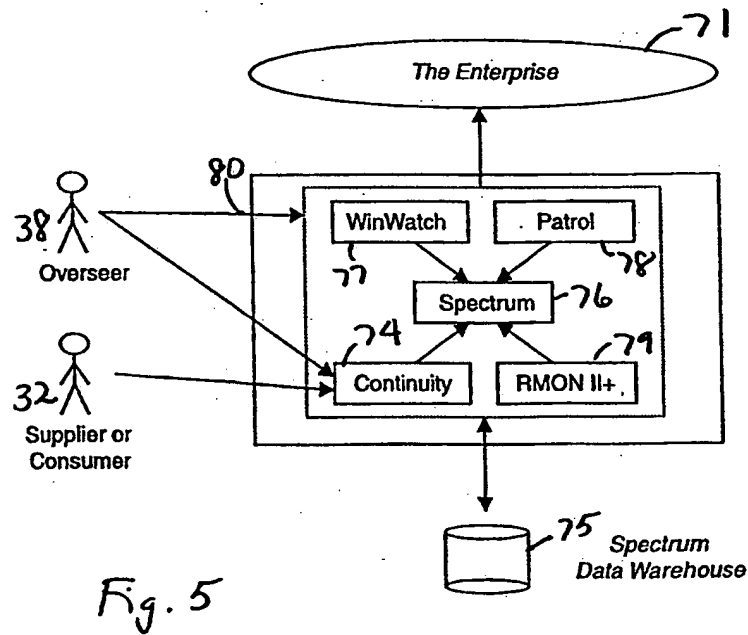 71
The Enterprise
80
38
Overseer
WinWatch
77
Patrol
78
Spectrum
76
74
Continuity
79
RMON II+
32
Supplier or
Consumer
75
Spectrum
Data Warehouse
Fig. 5